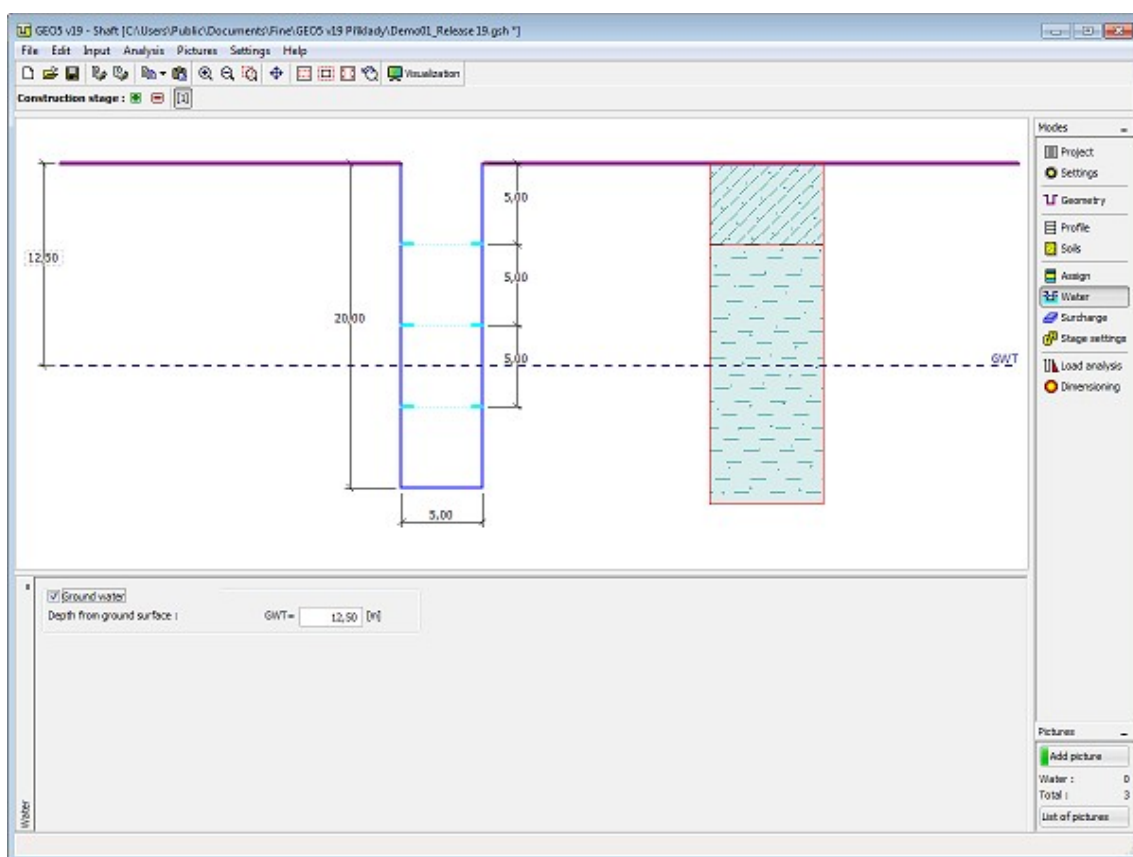 GEO5 v19 - Shaft [C:\Users\Public\Documents\Fine\GEO5 v19 Příklady\Demo01_Release 19.gsh *]
File Edit Input Analysis Pictures Settings Help
Visualization
Construction stage : [1]
12,50
20,00
5,00
5,00
5,00
5,00
GWT
Modes
Project
Settings
Geometry
Profile
Soils
Assign
Water
Surcharge
Stage settings
Load analysis
Dimensioning
Ground water
Depth from ground surface : GWT= 12,50 [m]
Water
Pictures
Add picture
Water : 0
Total : 3
List of pictures